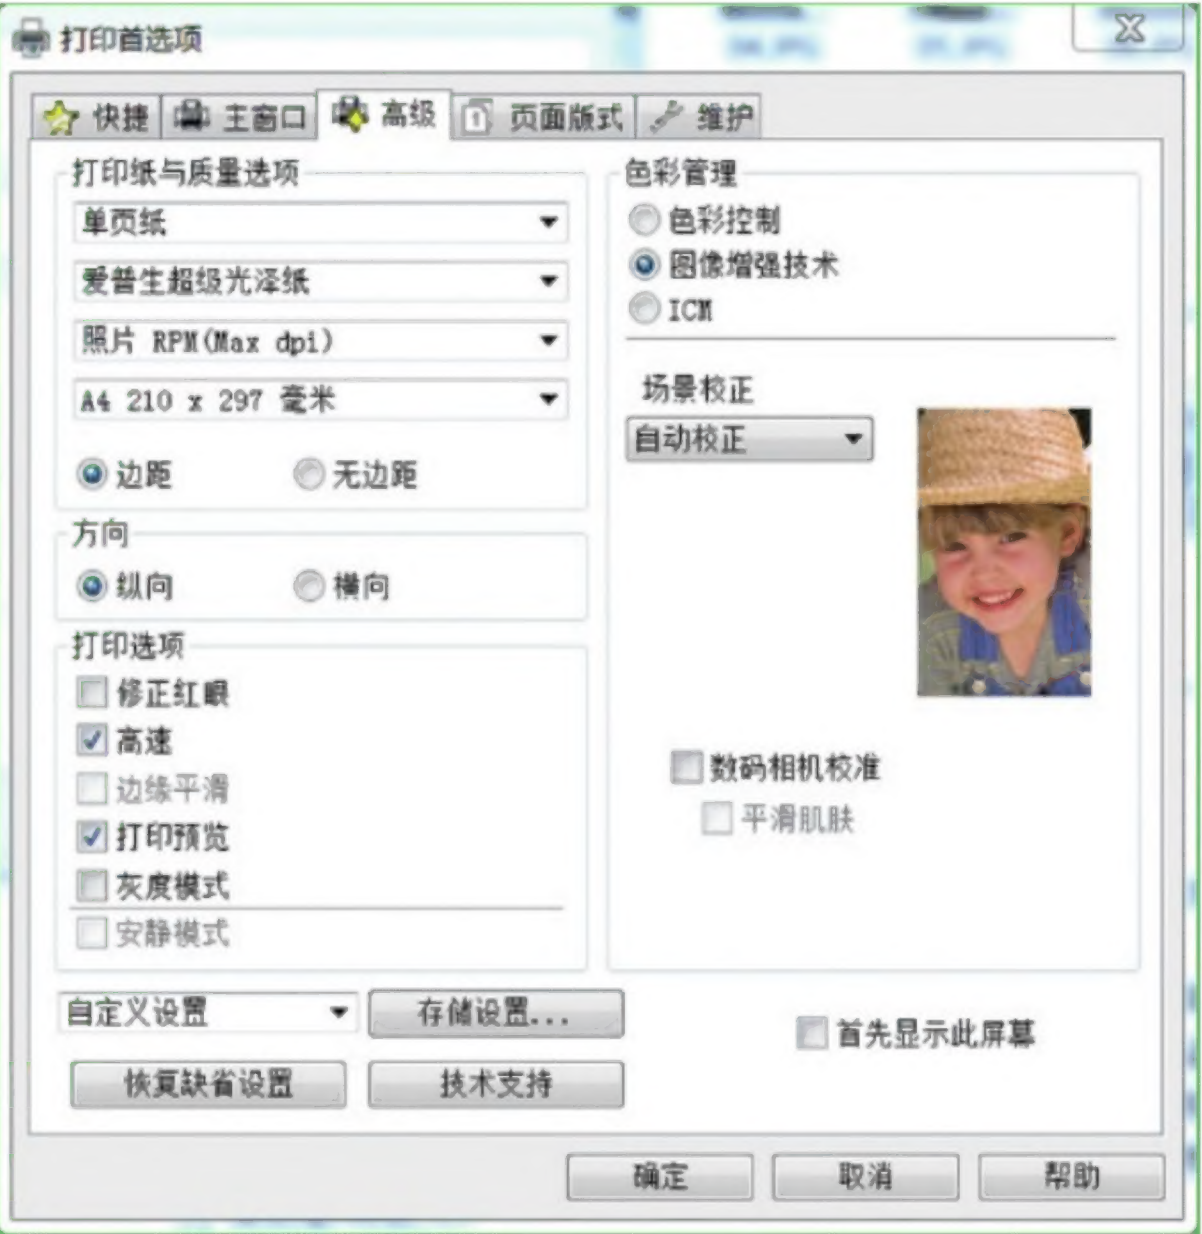 打印首选项
快捷 主窗口 高级 1 页面版式 维护
打印纸与质量选项
单页纸
爱普生超级光泽纸
照片 RPM(Max dpi)
A4 210 x 297 毫米
边距 无边距
方向
纵向 横向
打印选项
修正红眼
高速
边缘平滑
打印预览
灰度模式
安静模式
色彩管理
色彩控制
图像增强技术
ICM
场景校正
自动校正
数码相机校准
平滑肌肤
自定义设置 存储设置...
首先显示此屏幕
恢复缺省设置 技术支持
确定 取消 帮助